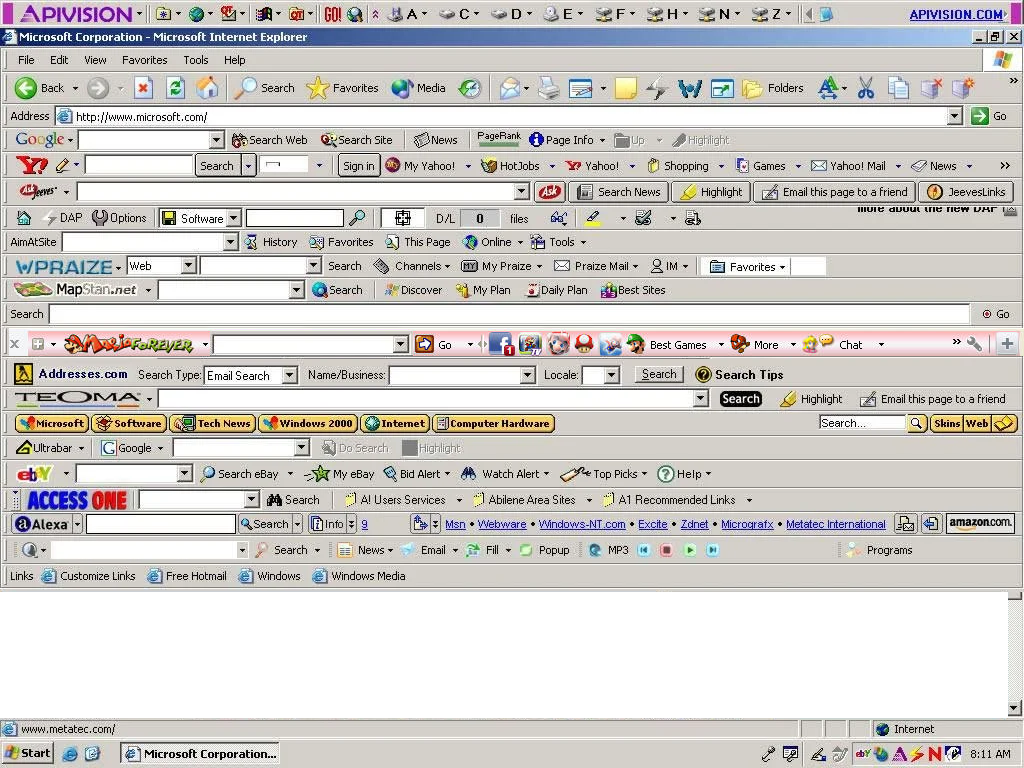 APIVISION GO! A C D E F H N Z APIVISION.COM
Microsoft Corporation - Microsoft Internet Explorer
File Edit View Favorites Tools Help
Back Search Favorites Media Folders
Address http://www.microsoft.com/ Go
Google Search Web Search Site News PageRank Page Info Up Highlight
Y! Search Sign in My Yahoo! HotJobs Yahoo! Shopping Games Yahoo! Mail News
Ask Jeeves Ask Search News Highlight Email this page to a friend JeevesLinks
DAP Options Software D/L 0 files more about the new DAP
AimAtSite History Favorites This Page Online Tools
WPRAIZE Web Search Channels MY My Praize Praize Mail IM Favorites
MapStan.net Search Discover My Plan Daily Plan Best Sites
Search Go
Mario FOREVER Go 1 Best Games More Chat
Addresses.com Search Type: Email Search Name/Business: Locale: Search Search Tips
TEOMA Search Highlight Email this page to a friend
Microsoft Software Tech News Windows 2000 Internet Computer Hardware Search... Skins Web
Ultrabar Google Do Search Highlight
ebY Search eBay My eBay Bid Alert Watch Alert Top Picks Help
ACCESS ONE Search A! Users Services Abilene Area Sites A1 Recommended Links
Alexa Search Info 9 Msn • Webware • Windows-NT.com • Excite • Zdnet • Micrografx • Metatec International amazon.com.
Search News Email Fill Popup MP3 Programs
Links Customize Links Free Hotmail Windows Windows Media
www.metatec.com/ Internet
Start Microsoft Corporation... 8:11 AM